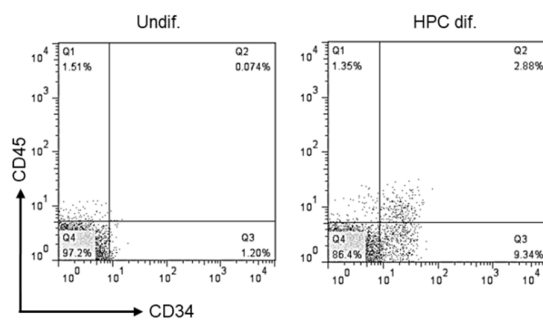 Undif.
HPC dif.
Q1
1.51%
Q2
0.074%
Q4
97.2%
Q3
1.20%
10^4
10^3
10^2
10^1
10^0
10^0 10^1 10^2 10^3 10^4
Q1
1.35%
Q2
2.88%
Q4
86.4%
Q3
9.34%
10^4
10^3
10^2
10^1
10^0
10^0 10^1 10^2 10^3 10^4
CD45
CD34